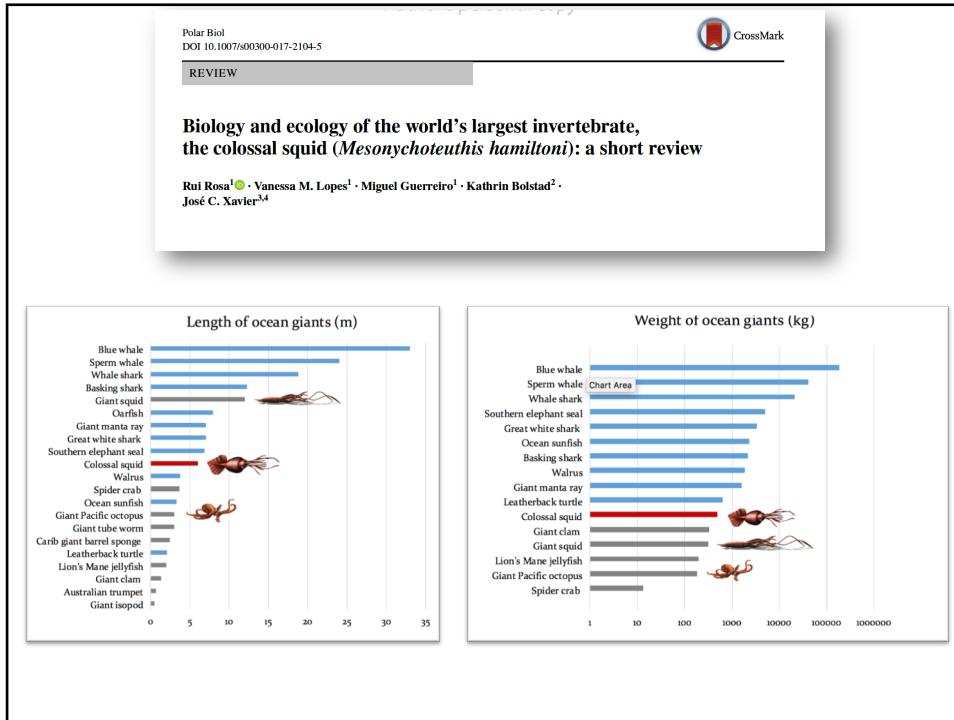 Polar Biol
DOI 10.1007/s00300-017-2104-5
CrossMark
REVIEW
Biology and ecology of the world's largest invertebrate,
the colossal squid (Mesonychoteuthis hamiltoni): a short review
Rui Rosa1 · Vanessa M. Lopes1 · Miguel Guerreiro1 · Kathrin Bolstad2 ·
José C. Xavier3,4
Length of ocean giants (m)
Blue whale
Sperm whale
Whale shark
Basking shark
Giant squid
Oarfish
Giant manta ray
Great white shark
Southern elephant seal
Colossal squid
Walrus
Spider crab
Ocean sunfish
Giant Pacific octopus
Giant tube worm
Carib giant barrel sponge
Leatherback turtle
Lion's Mane jellyfish
Giant clam
Australian trumpet
Giant isopod
0 5 10 15 20 25 30 35
Weight of ocean giants (kg)
Blue whale
Sperm whale Chart Area
Whale shark
Southern elephant seal
Great white shark
Ocean sunfish
Basking shark
Walrus
Giant manta ray
Leatherback turtle
Colossal squid
Giant clam
Giant squid
Lion's Mane jellyfish
Giant Pacific octopus
Spider crab
1 10 100 1000 10000 100000 1000000